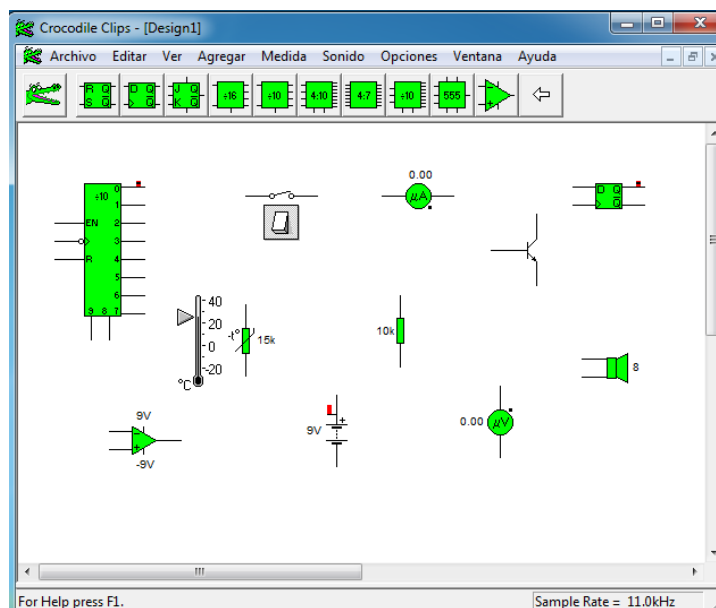 Crocodile Clips - [Design1]
Archivo Editar Ver Agregar Medida Sonido Opciones Ventana Ayuda
R Q S Q D Q Q J Q K Q ÷16 ÷10 4:10 4:7 ÷10 555
0.00
µA
÷10
0
1
EN 2
3
R 4
5
6
9 8 7
D Q
Q
40
20
0
-20
°C
-t°
15k
10k
8
9V
-9V
9V
0.00 µV
For Help press F1. Sample Rate = 11.0kHz